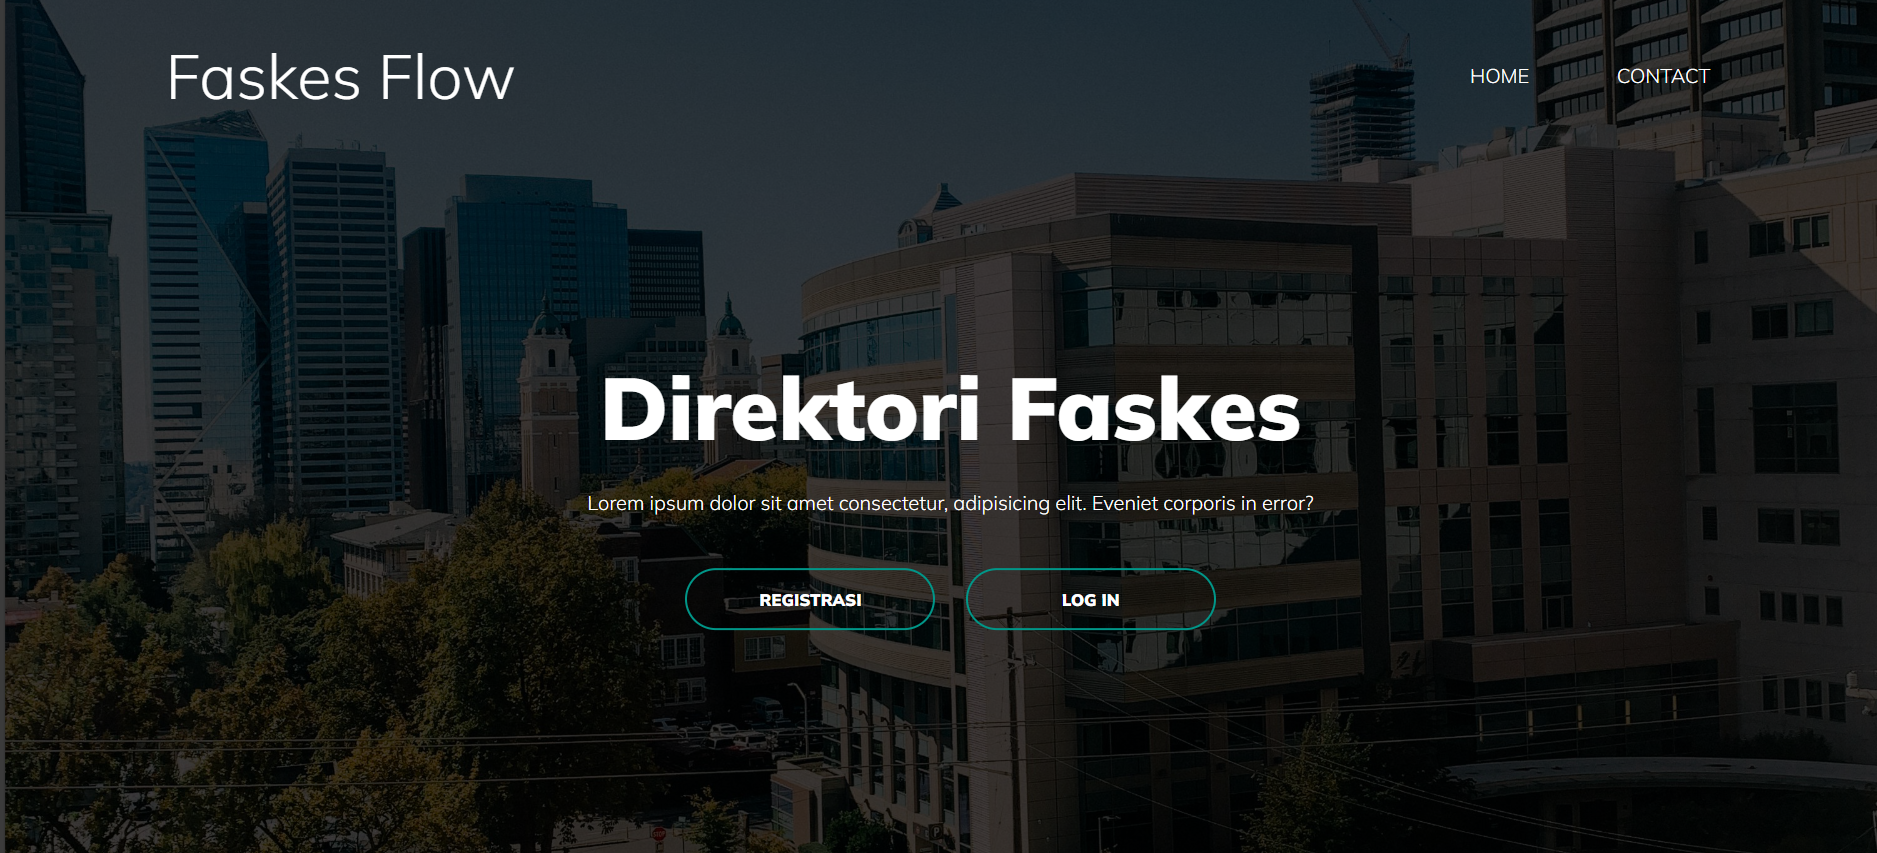 Faskes Flow
HOME
CONTACT
Direktori Faskes
Lorem ipsum dolor sit amet consectetur, adipisicing elit. Eveniet corporis in error?
REGISTRASI
LOG IN